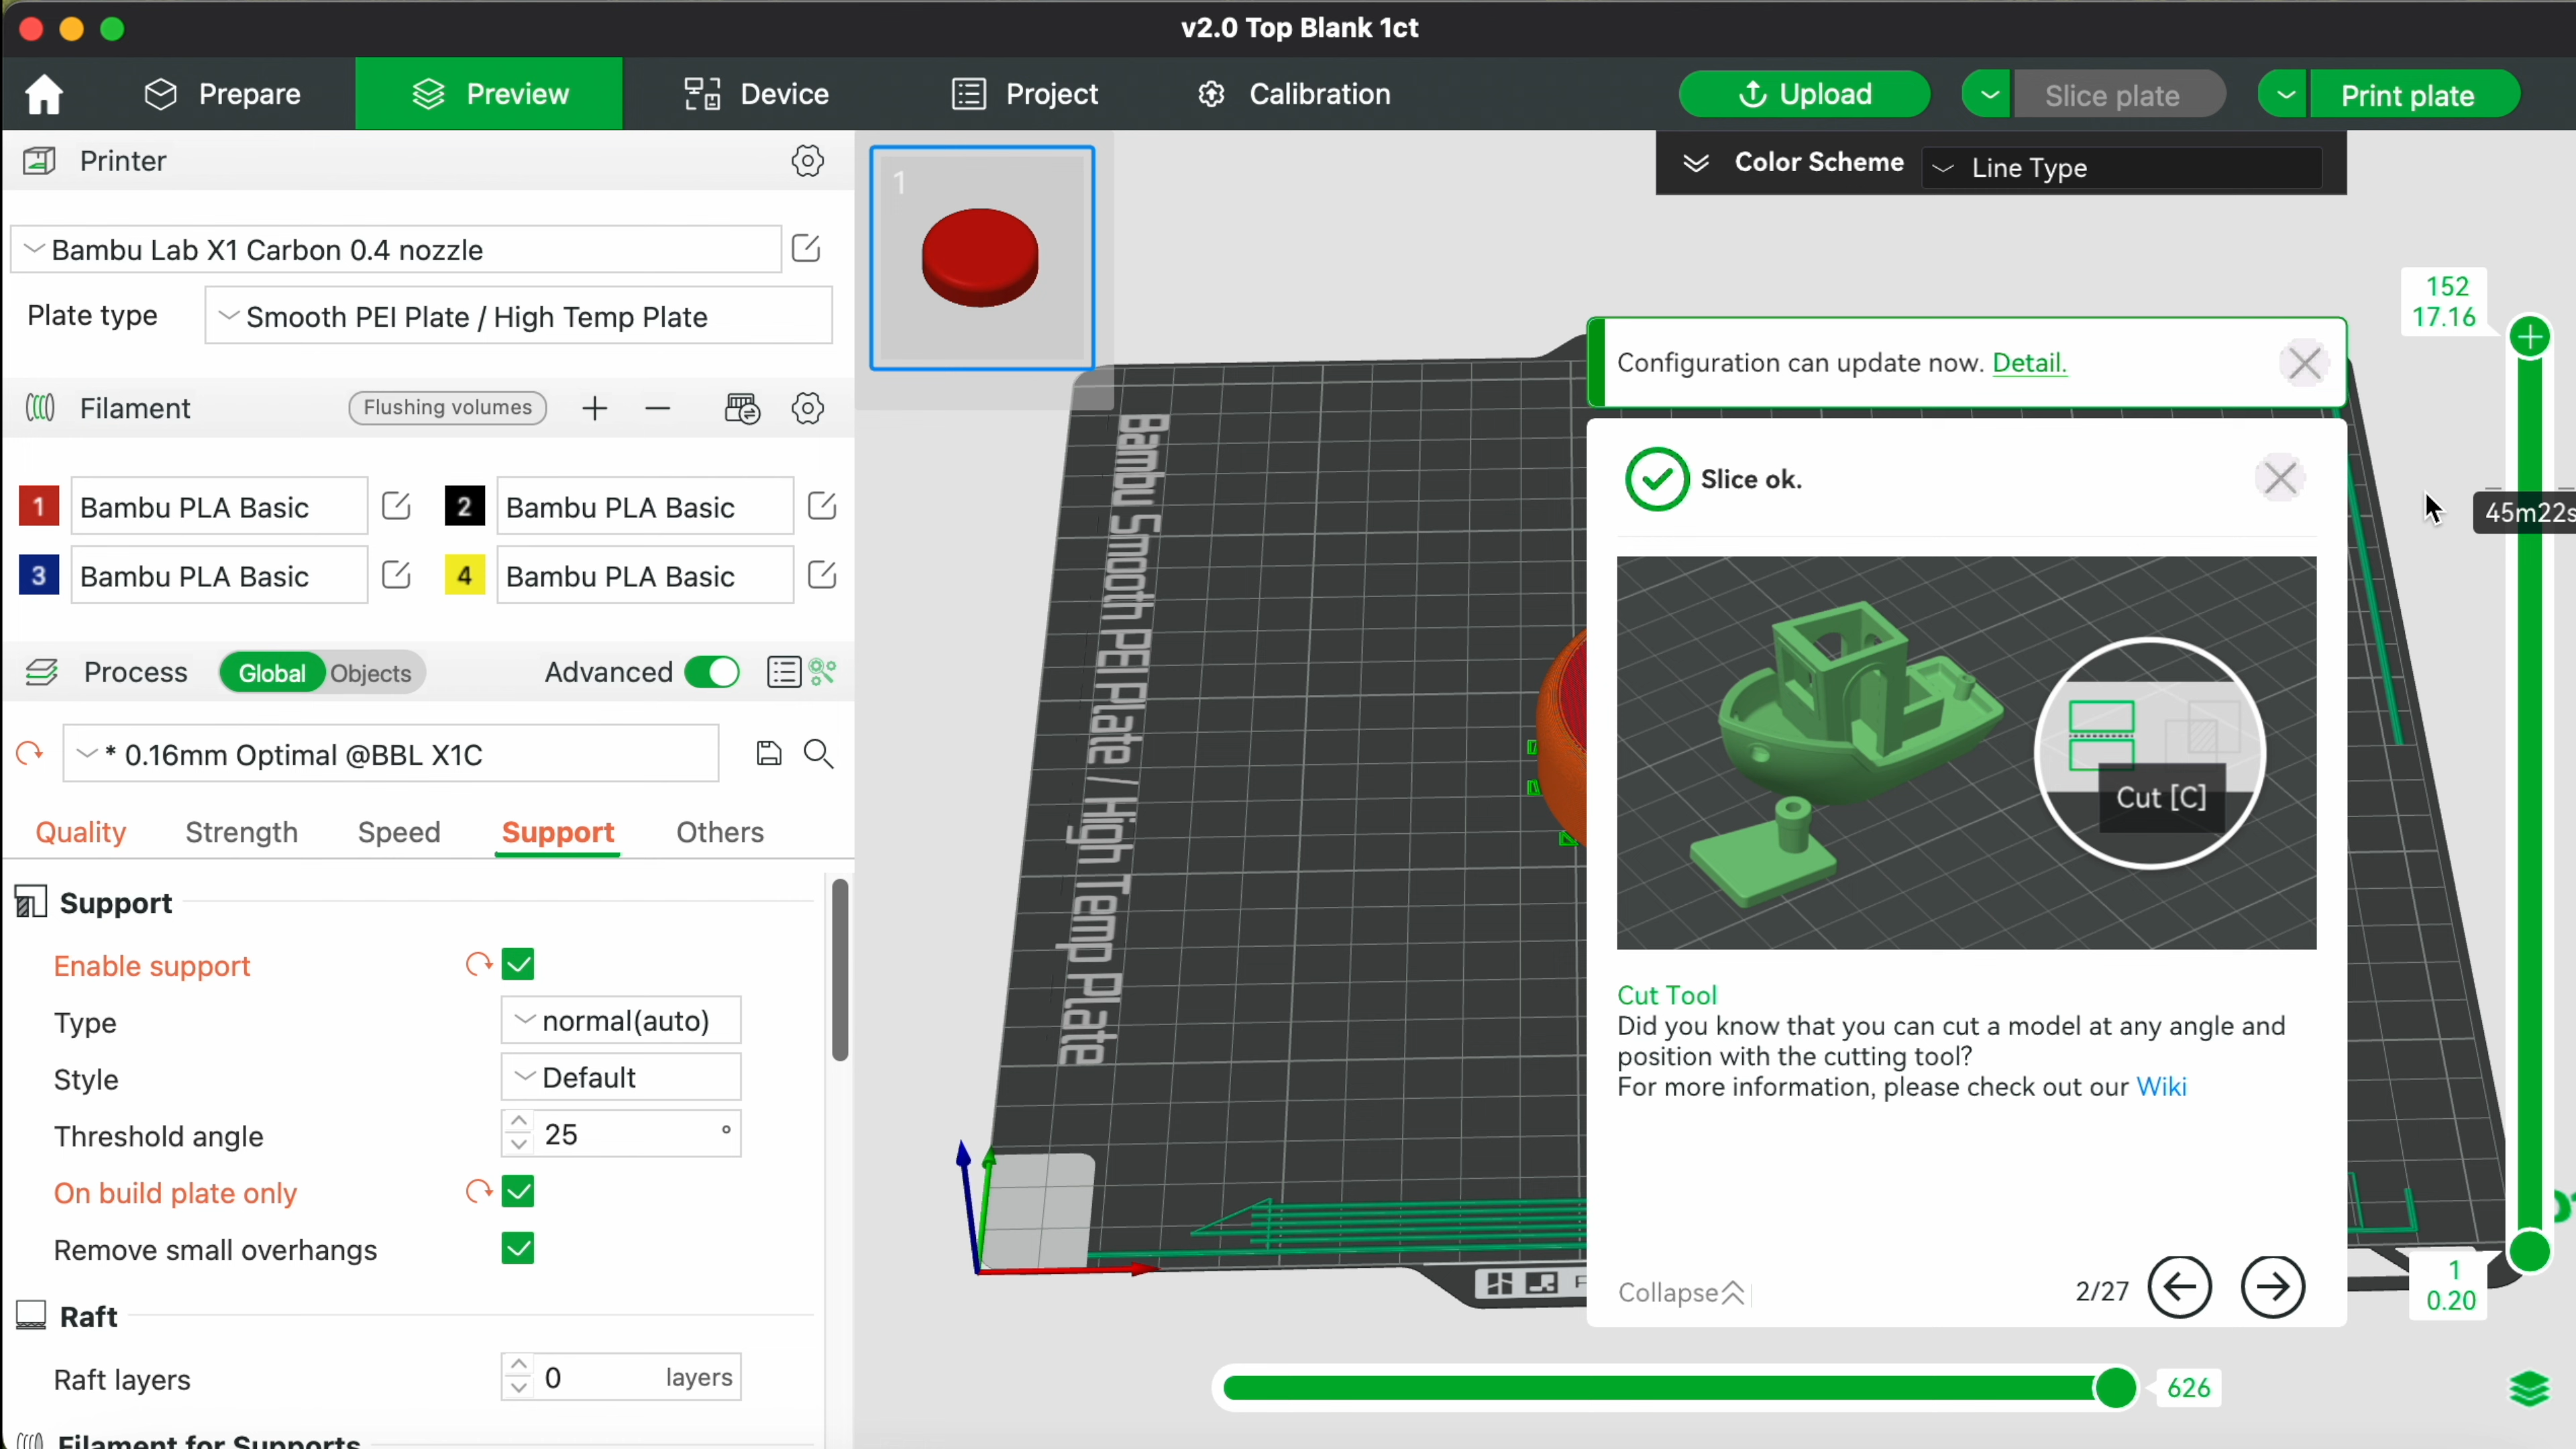 v2.0 Top Blank 1ct
Prepare
Preview
Device
Project
Calibration
Upload
Slice plate
Print plate
Printer
Bambu Lab X1 Carbon 0.4 nozzle
Plate type
Smooth PEI Plate / High Temp Plate
Filament
Flushing volumes
1 Bambu PLA Basic
2 Bambu PLA Basic
3 Bambu PLA Basic
4 Bambu PLA Basic
Process
Global
Objects
Advanced
* 0.16mm Optimal @BBL X1C
Quality
Strength
Speed
Support
Others
Support
Enable support
Type
normal(auto)
Style
Default
Threshold angle
25 °
On build plate only
Remove small overhangs
Raft
Raft layers
0 layers
Filament for Supports
1
Color Scheme
Line Type
Bambu Smooth PEI Plate / High Temp Plate
Configuration can update now. Detail.
Slice ok.
Cut [C]
Cut Tool
Did you know that you can cut a model at any angle and
position with the cutting tool?
For more information, please check out our Wiki
Collapse
2/27
152
17.16
45m22s
1
0.20
626